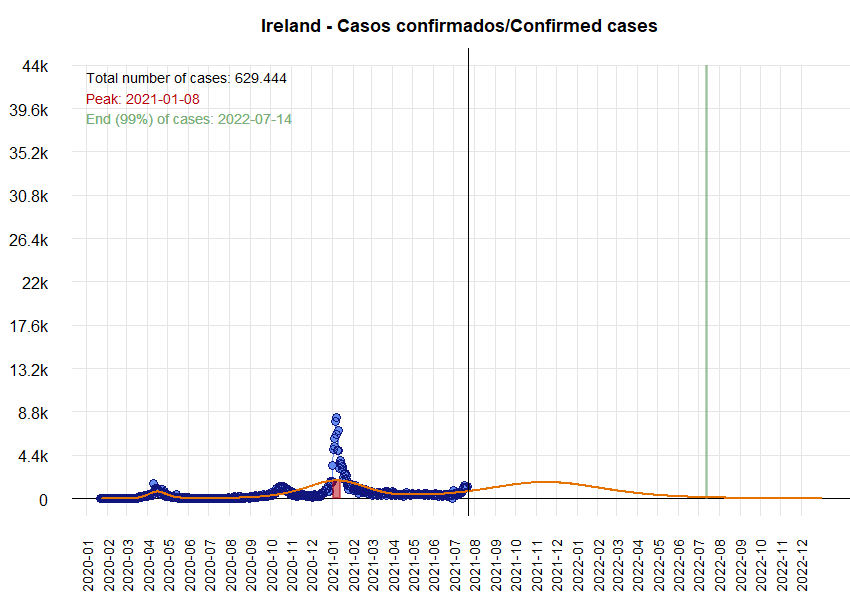 Ireland - Casos confirmados/Confirmed cases
44k
Total number of cases: 629.444
Peak: 2021-01-08
39.6k
End (99%) of cases: 2022-07-14
35.2k
30.8k
26.4k
22k
17.6k
13.2k
8.8k
4.4k
0
2020-01
2020-02
2020-03
2020-04
2020-05
2020-06
2020-07
2020-08
2020-09
2020-10
2020-11
2020-12
2021-01
2021-02
2021-03
2021-04
2021-05
2021-06
2021-07
2021-08
2021-09
2021-10
2021-11
2021-12
2022-01
2022-02
2022-03
2022-04
2022-05
2022-06
2022-07
2022-08
2022-09
2022-10
2022-11
2022-12